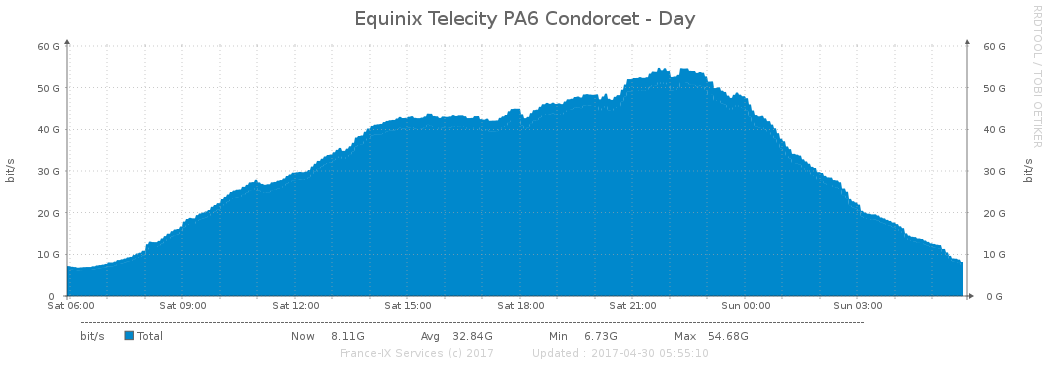 Equinix Telecity PA6 Condorcet - Day
RRDTOOL / TOBI OETIKER
60 G 60 G
50 G 50 G
40 G 40 G
30 G 30 G
20 G 20 G
10 G 10 G
0 0 G
bit/s
bit/s
Sat 06:00 Sat 09:00 Sat 12:00 Sat 15:00 Sat 18:00 Sat 21:00 Sun 00:00 Sun 03:00
bit/s Total Now 8.11G Avg 32.84G Min 6.73G Max 54.68G
France-IX Services (c) 2017 Updated : 2017-04-30 05:55:10